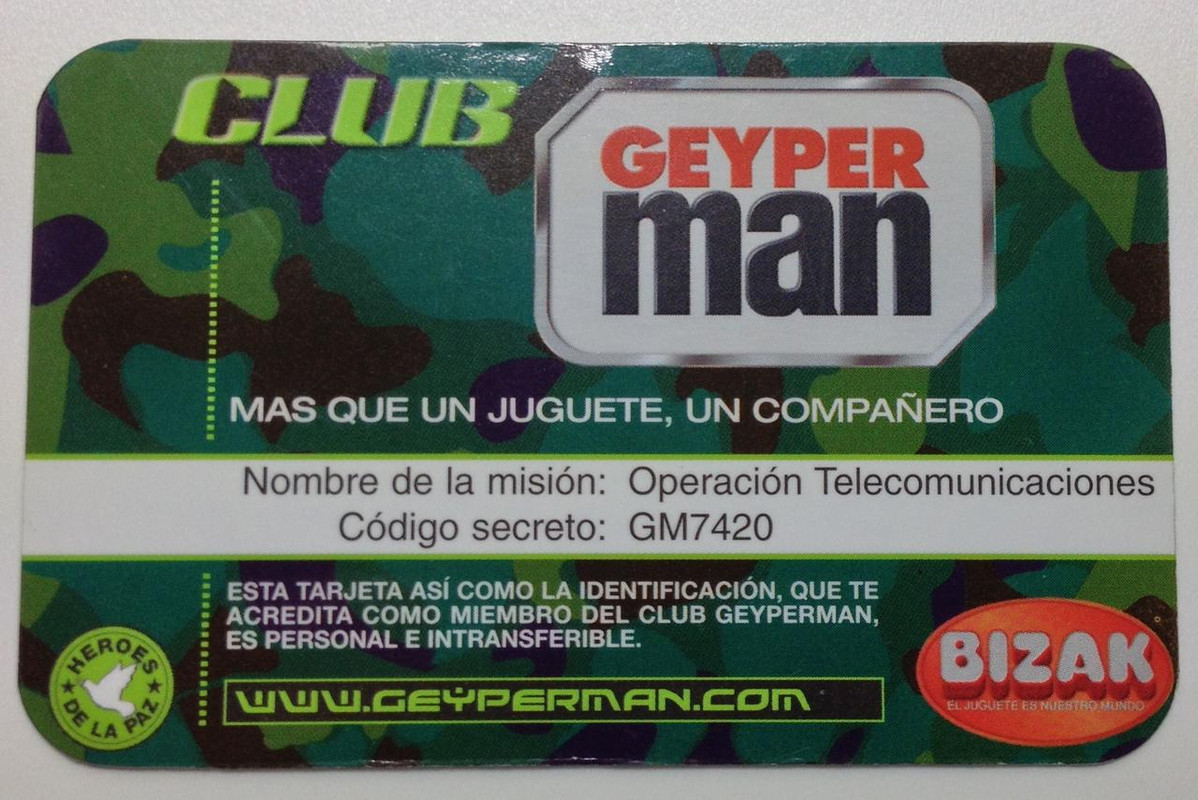 CLUB
GEYPER
man
MAS QUE UN JUGUETE, UN COMPAÑERO
Nombre de la misión: Operación Telecomunicaciones
Código secreto: GM7420
ESTA TARJETA ASÍ COMO LA IDENTIFICACIÓN, QUE TE
ACREDITA COMO MIEMBRO DEL CLUB GEYPERMAN,
ES PERSONAL E INTRANSFERIBLE.
WWW.GEYPERMAN.COM
HEROES
DE LA PAZ
BIZAK
EL JUGUETE ES NUESTRO MUNDO